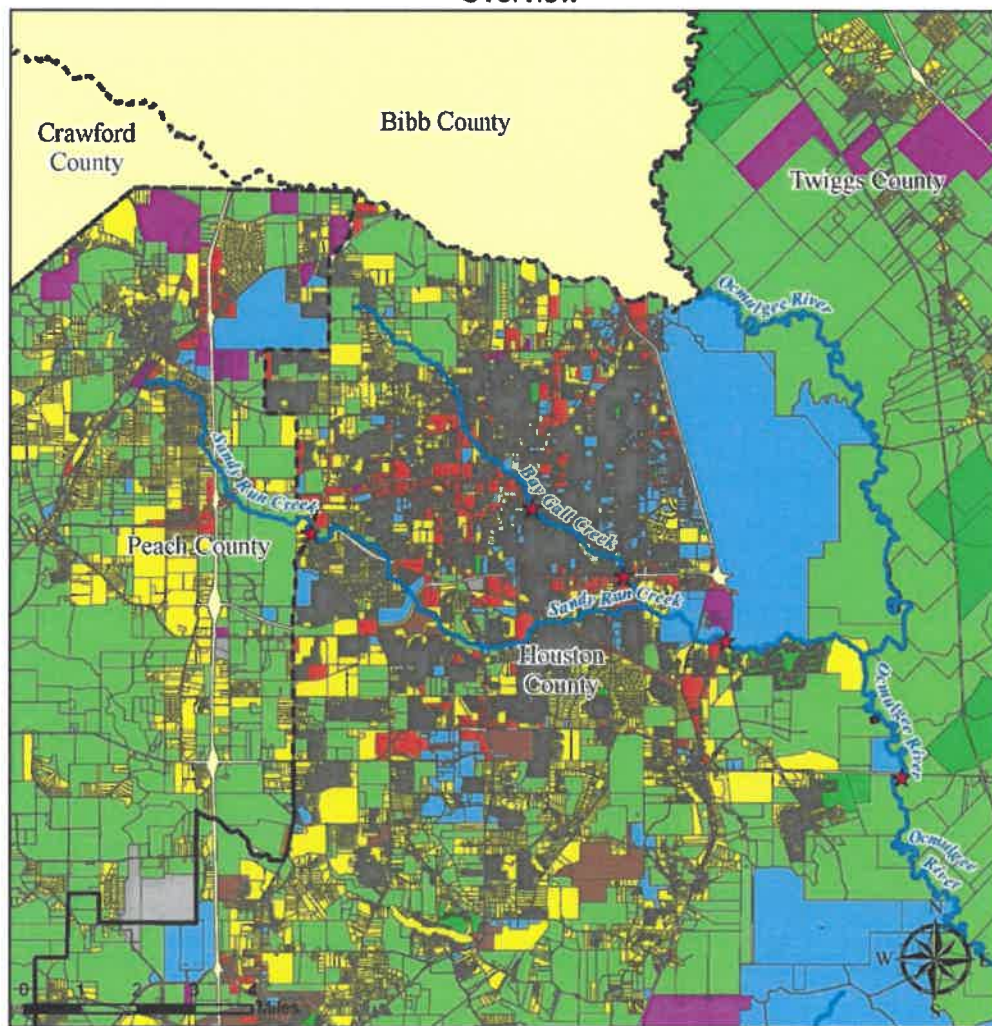 Overview
Crawford
County
Bibb County
Twiggs County
Ocmulgee River
Sandy Run Creek
Bay Gall Creek
Peach County
Sandy Run Creek
Houston
County
Ocmulgee River
Ocmulgee
River
N
W
E
S
0 1 2 3 4
Miles